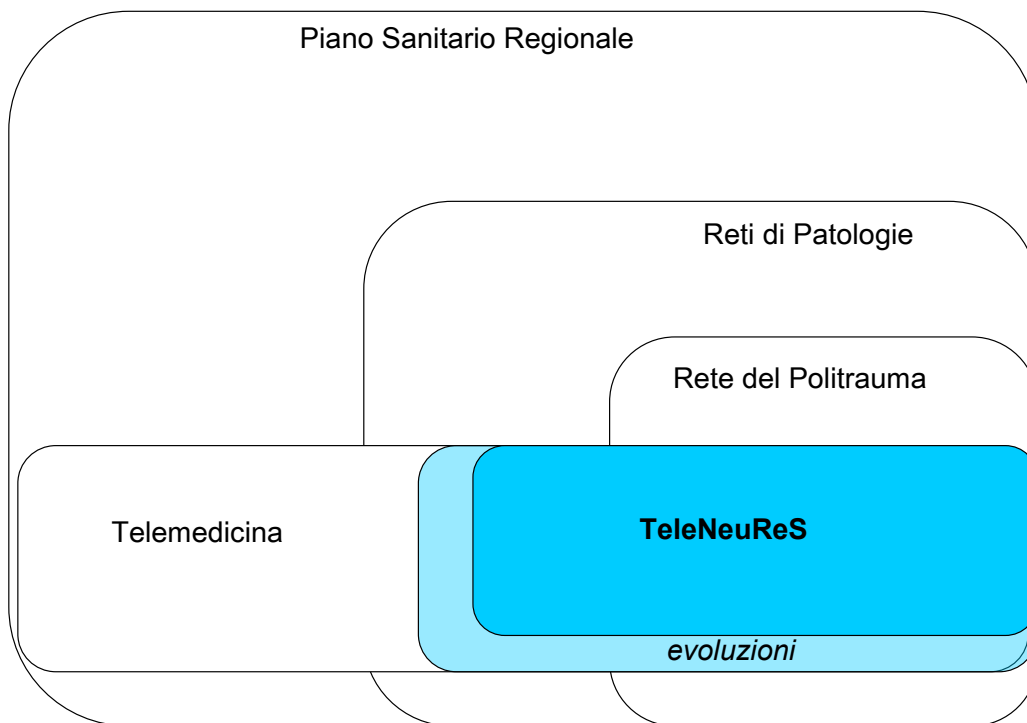 Piano Sanitario Regionale
Reti di Patologie
Rete del Politrauma
Telemedicina
TeleNeuReS
evoluzioni